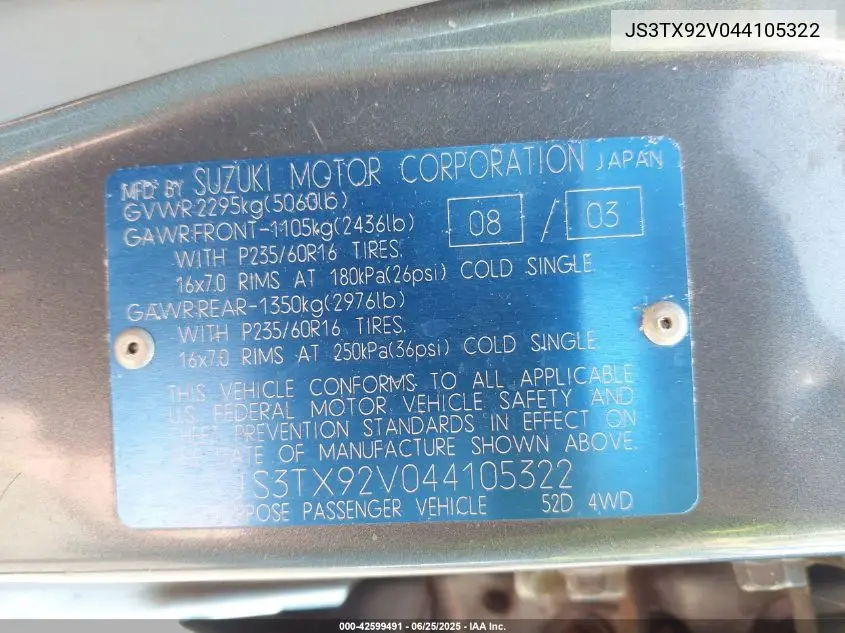 JS3TX92V044105322
MFD BY SUZUKI MOTOR CORPORATION JAPAN
GVWR-2295kg(5060lb)
08 / 03
GAWR:FRONT-1105kg(2436lb)
WITH P235/60R16 TIRES.
16x7.0 RIMS AT 180kPa(26psi) COLD SINGLE
GAWR:REAR-1350kg(2976lb)
WITH P235/60R16 TIRES.
16x7.0 RIMS AT 250kPa(36psi) COLD SINGLE
THIS VEHICLE CONFORMS TO ALL APPLICABLE
U.S. FEDERAL MOTOR VEHICLE SAFETY AND
THEFT PREVENTION STANDARDS IN EFFECT ON
DATE OF MANUFACTURE SHOWN ABOVE.
JS3TX92V044105322
PASSENGER VEHICLE 52D 4WD
000-42599491 - 06/25/2025 - IAA Inc.